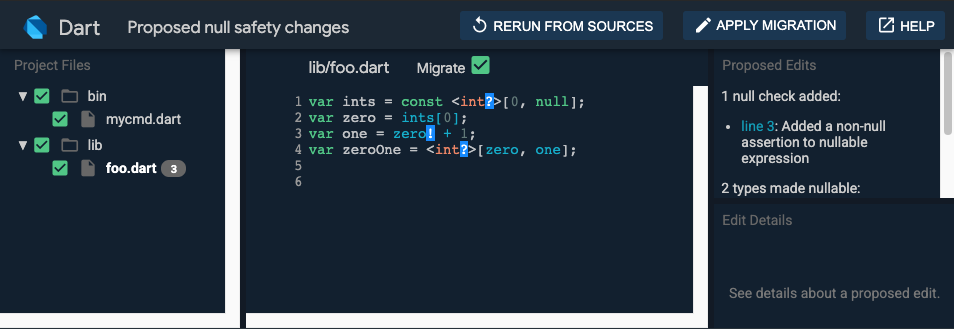 Dart Proposed null safety changes RERUN FROM SOURCES APPLY MIGRATION HELP
Project Files
▼ bin
mycmd.dart
▼ lib
foo.dart 3
lib/foo.dart Migrate
1 var ints = const <int?>[0, null];
2 var zero = ints[0];
3 var one = zero! + 1;
4 var zeroOne = <int?>[zero, one];
5
6
Proposed Edits
1 null check added:
• line 3: Added a non-null
assertion to nullable
expression
2 types made nullable:
Edit Details
See details about a proposed edit.